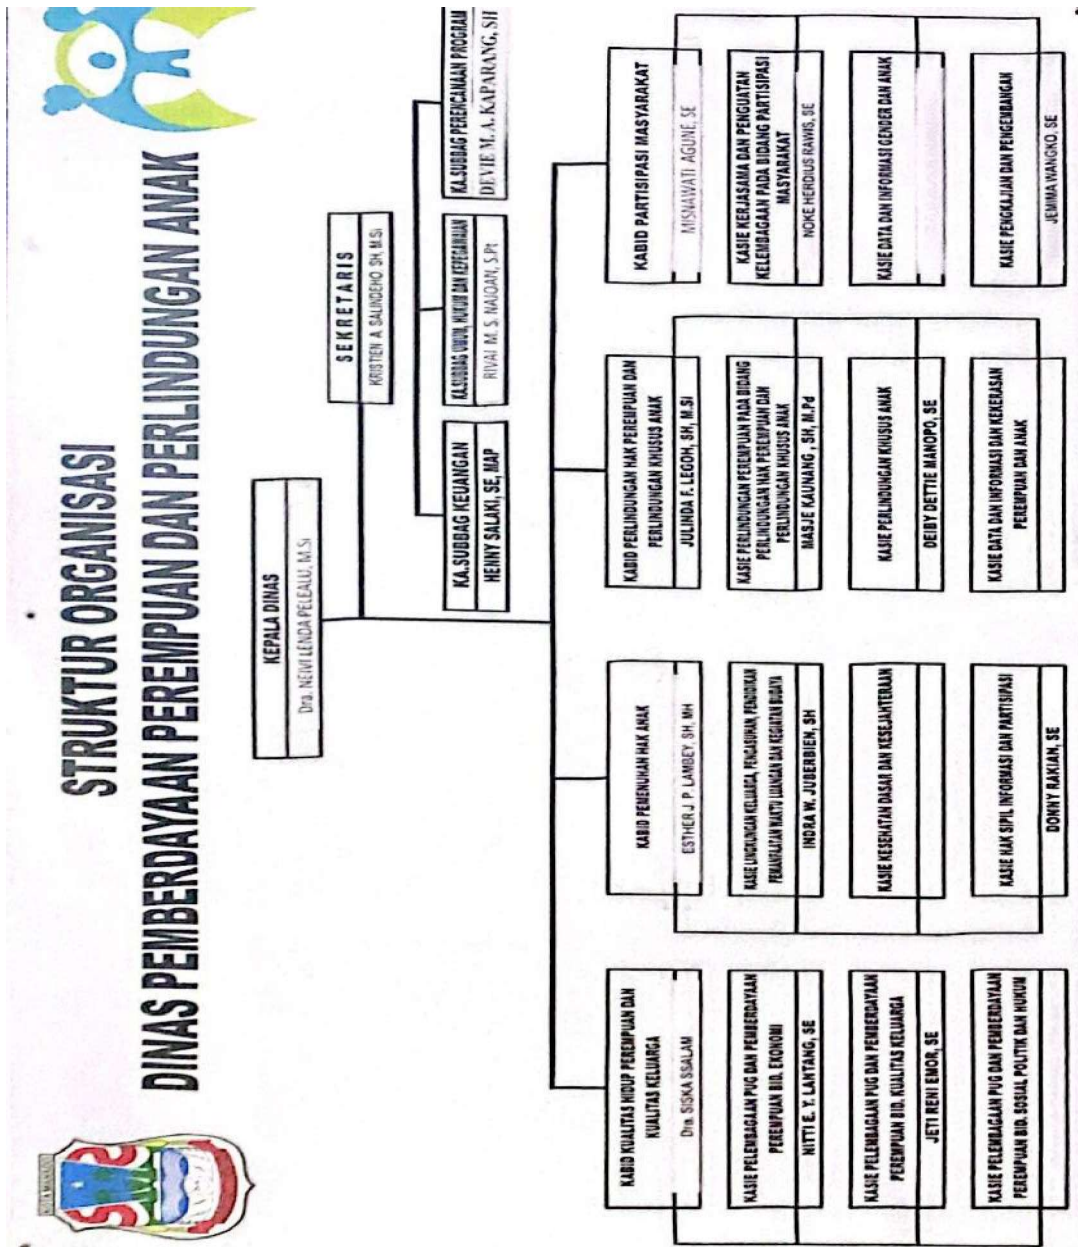 STRUKTUR ORGANISASI
DINAS PEMBERDAYAAN PEREMPUAN DAN PERLINDUNGAN ANAK
KEPALA DINAS
Dra. NEIVI LENDA PELEALU, M.Si
SEKRETARIS
KRISTIEN A. SALINDEHO SH, M.Si
KA.SUBBAG KEUANGAN
HENNY SALAKI, SE, MAP
KA.SUBBAG UMUM, HUKUM DAN KEPEGAWAIAN
RIVAI M. S. NAJOAN, S.Pt
KA.SUBBAG PERENCANAAN PROGRAM
DEVIE M. A. KAPARANG, SH
KABID KUALITAS HIDUP PEREMPUAN DAN
KUALITAS KELUARGA
Dra. SISKA SSALAM
KASIE PELEMBAGAAN PUG DAN PEMBERDAYAAN
PEREMPUAN BID. EKONOMI
NITTI E. Y. LANTANG, SE
KASIE PELEMBAGAAN PUG DAN PEMBERDAYAAN
PEREMPUAN BID. KUALITAS KELUARGA
JETI RENI EMOR, SE
KASIE PELEMBAGAAN PUG DAN PEMBERDAYAAN
PEREMPUAN BID. SOSIAL POLITIK DAN HUKUM
KABID PEMENUHAN HAK ANAK
ESTHER J. P. LAMBEY, SH, MH
KASIE LINGKUNGAN KELUARGA, PENGASUHAN, PENDIDIKAN
PEMANFAATAN WAKTU LUANGAN DAN KEGIATAN BUDAYA
INDRA W. JUBERBIEN, SH
KASIE KESEHATAN DASAR DAN KESEJAHTERAAN
KASIE HAK SIPIL INFORMASI DAN PARTISIPASI
DONNY RAKIAN, SE
KABID PERLINDUNGAN HAK PEREMPUAN DAN
PERLINDUNGAN KHUSUS ANAK
JULINDA F. LEGOH, SH, M.Si
KASIE PERLINDUNGAN PEREMPUAN PADA BIDANG
PERLINDUNGAN HAK PEREMPUAN DAN
PERLINDUNGAN KHUSUS ANAK
MASJE KAUNANG , SH, M.Pd
KASIE PERLINDUNGAN KHUSUS ANAK
DEIBY DETTIE MANOPO, SE
KASIE DATA DAN INFORMASI DAN KEKERASAN
PEREMPUAN DAN ANAK
KABID PARTISIPASI MASYARAKAT
MISNAWATI AGUNE, SE
KASIE KERJASAMA DAN PENGUATAN
KELEMBAGAAN PADA BIDANG PARTISIPASI
MASYARAKAT
NOKE HERDIUS RAWIS, SE
KASIE DATA DAN INFORMASI GENDER DAN ANAK
KASIE PENGKAJIAN DAN PENGEMBANGAN
JEMIMA WANGKO, SE